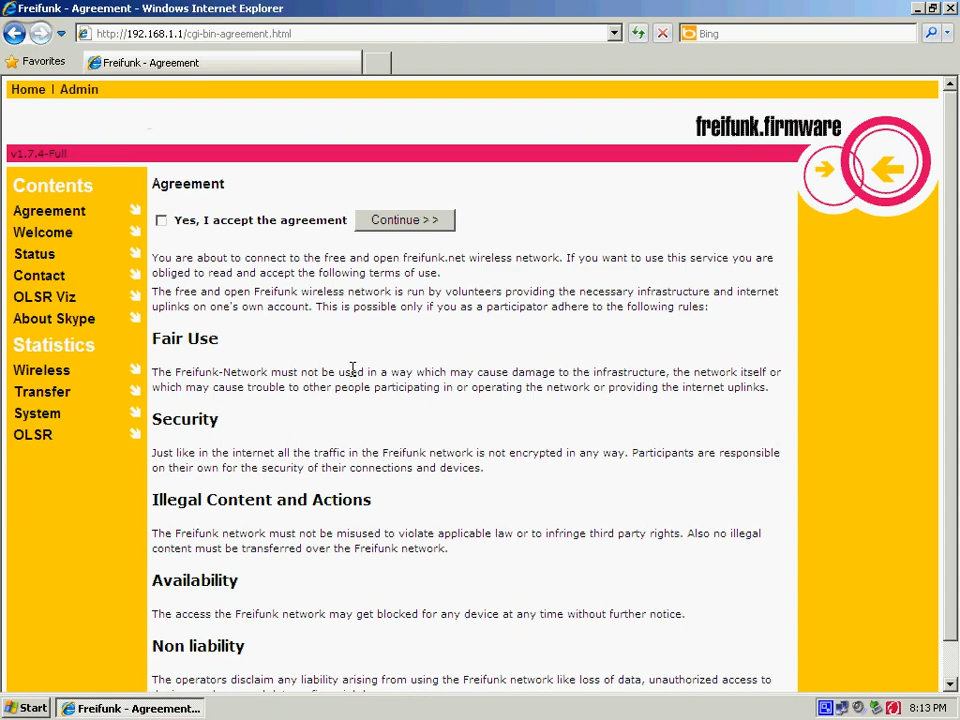 Freifunk - Agreement - Windows Internet Explorer
http://192.168.1.1/cgi-bin-agreement.html
Bing
Favorites
Freifunk - Agreement
Home | Admin
freifunk.firmware
v1.7.4-Full
Contents
Agreement
Welcome
Status
Contact
OLSR Viz
About Skype
Statistics
Wireless
Transfer
System
OLSR
Agreement
Yes, I accept the agreement
Continue >>
You are about to connect to the free and open freifunk.net wireless network. If you want to use this service you are
obliged to read and accept the following terms of use.
The free and open Freifunk wireless network is run by volunteers providing the necessary infrastructure and internet
uplinks on one's own account. This is possible only if you as a participator adhere to the following rules:
Fair Use
The Freifunk-Network must not be used in a way which may cause damage to the infrastructure, the network itself or
which may cause trouble to other people participating in or operating the network or providing the internet uplinks.
Security
Just like in the internet all the traffic in the Freifunk network is not encrypted in any way. Participants are responsible
on their own for the security of their connections and devices.
Illegal Content and Actions
The Freifunk network must not be misused to violate applicable law or to infringe third party rights. Also no illegal
content must be transferred over the Freifunk network.
Availability
The access the Freifunk network may get blocked for any device at any time without further notice.
Non liability
The operators disclaim any liability arising from using the Freifunk network like loss of data, unauthorized access to
Start
Freifunk - Agreement...
8:13 PM